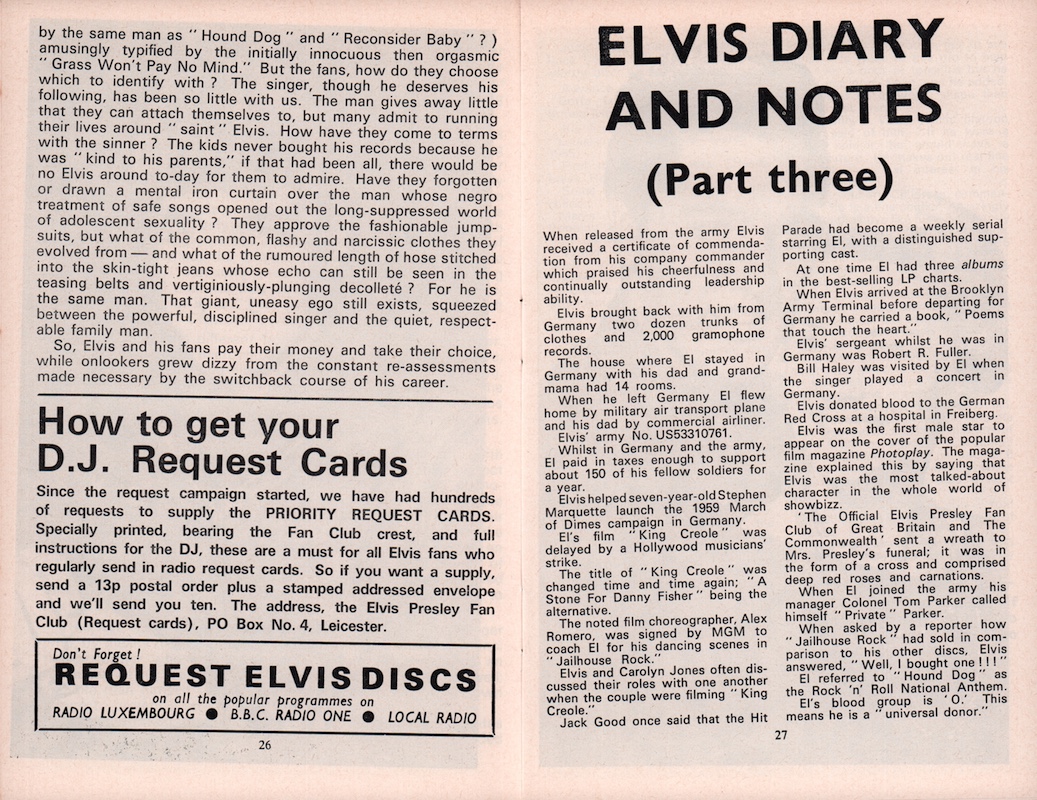 by the same man as " Hound Dog " and " Reconsider Baby " ? )
amusingly typified by the initially innocuous then orgasmic
" Grass Won't Pay No Mind." But the fans, how do they choose
which to identify with ? The singer, though he deserves his
following, has been so little with us. The man gives away little
that they can attach themselves to, but many admit to running
their lives around " saint " Elvis. How have they come to terms
with the sinner ? The kids never bought his records because he
was " kind to his parents," if that had been all, there would be
no Elvis around to-day for them to admire. Have they forgotten
or drawn a mental iron curtain over the man whose negro
treatment of safe songs opened out the long-suppressed world
of adolescent sexuality ? They approve the fashionable jump-
suits, but what of the common, flashy and narcissic clothes they
evolved from — and what of the rumoured length of hose stitched
into the skin-tight jeans whose echo can still be seen in the
teasing belts and vertiginiously-plunging decolleté ? For he is
the same man. That giant, uneasy ego still exists, squeezed
between the powerful, disciplined singer and the quiet, respect-
able family man.
So, Elvis and his fans pay their money and take their choice,
while onlookers grew dizzy from the constant re-assessments
made necessary by the switchback course of his career.
How to get your
D.J. Request Cards
Since the request campaign started, we have had hundreds
of requests to supply the PRIORITY REQUEST CARDS.
Specially printed, bearing the Fan Club crest, and full
instructions for the DJ, these are a must for all Elvis fans who
regularly send in radio request cards. So if you want a supply,
send a 13p postal order plus a stamped addressed envelope
and we'll send you ten. The address, the Elvis Presley Fan
Club (Request cards), PO Box No. 4, Leicester.
Don't Forget !
REQUEST ELVIS DISCS
on all the popular programmes on
RADIO LUXEMBOURG ● B.B.C. RADIO ONE ● LOCAL RADIO
26
ELVIS DIARY
AND NOTES
(Part three)
When released from the army Elvis
received a certificate of commenda-
tion from his company commander
which praised his cheerfulness and
continually outstanding leadership
ability.
Elvis brought back with him from
Germany two dozen trunks of
clothes and 2,000 gramophone
records.
The house where El stayed in
Germany with his dad and grand-
mama had 14 rooms.
When he left Germany El flew
home by military air transport plane
and his dad by commercial airliner.
Elvis' army No. US53310761.
Whilst in Germany and the army,
El paid in taxes enough to support
about 150 of his fellow soldiers for
a year.
Elvis helped seven-year-old Stephen
Marquette launch the 1959 March
of Dimes campaign in Germany.
El's film " King Creole " was
delayed by a Hollywood musicians'
strike.
The title of " King Creole " was
changed time and time again; " A
Stone For Danny Fisher " being the
alternative.
The noted film choreographer, Alex
Romero, was signed by MGM to
coach El for his dancing scenes in
" Jailhouse Rock."
Elvis and Carolyn Jones often dis-
cussed their roles with one another
when the couple were filming " King
Creole."
Jack Good once said that the Hit
Parade had become a weekly serial
starring El, with a distinguished sup-
porting cast.
At one time El had three albums
in the best-selling LP charts.
When Elvis arrived at the Brooklyn
Army Terminal before departing for
Germany he carried a book, " Poems
that touch the heart."
Elvis' sergeant whilst he was in
Germany was Robert R. Fuller.
Bill Haley was visited by El when
the singer played a concert in
Germany.
Elvis donated blood to the German
Red Cross at a hospital in Freiberg.
Elvis was the first male star to
appear on the cover of the popular
film magazine Photoplay. The maga-
zine explained this by saying that
Elvis was the most talked-about
character in the whole world of
showbizz.
' The Official Elvis Presley Fan
Club of Great Britain and The
Commonwealth ' sent a wreath to
Mrs. Presley's funeral; it was in
the form of a cross and comprised
deep red roses and carnations.
When El joined the army his
manager Colonel Tom Parker called
himself " Private " Parker.
When asked by a reporter how
" Jailhouse Rock " had sold in com-
parison to his other discs, Elvis
answered, " Well, I bought one ! ! ! "
El referred to " Hound Dog " as
the Rock 'n' Roll National Anthem.
El's blood group is ' O.' This
means he is a " universal donor."
27